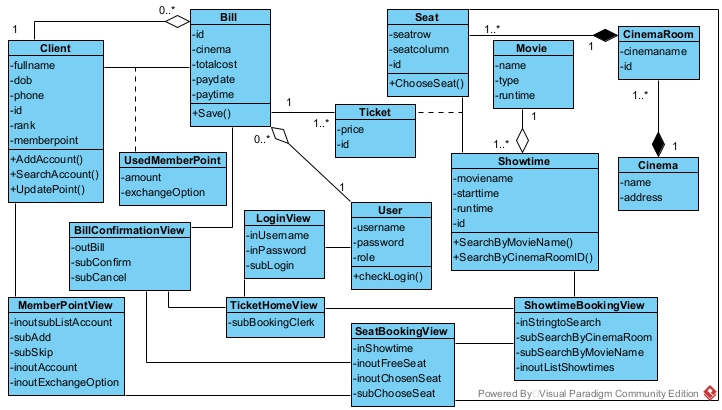 Client
-fullname
-dob
-phone
-id
-rank
-memberpoint
+AddAccount()
+SearchAccount()
+UpdatePoint()
1
0..*
Bill
-id
-cinema
-totalcost
-paydate
-paytime
+Save()
UsedMemberPoint
-amount
-exchangeOption
1
1..*
Ticket
-price
-id
Seat
-seatrow
-seatcolumn
-id
+ChooseSeat()
1..*
1
Movie
-name
-type
-runtime
1
1..*
CinemaRoom
-cinemaname
-id
1..*
1
Cinema
-name
-address
Showtime
-moviename
-starttime
-runtime
-id
+SearchByMovieName()
+SearchByCinemaRoomID()
0..*
1
User
-username
-password
-role
+checkLogin()
LoginView
-inUsername
-inPassword
-subLogin
BillConfirmationView
-outBill
-subConfirm
-subCancel
MemberPointView
-inoutsubListAccount
-subAdd
-subSkip
-inoutAccount
-inoutExchangeOption
TicketHomeView
-subBookingClerk
SeatBookingView
-inShowtime
-inoutFreeSeat
-inoutChosenSeat
-subChooseSeat
ShowtimeBookingView
-inStringtoSearch
-subSearchByCinemaRoom
-subSearchByMovieName
-inoutListShowtimes
Powered By Visual Paradigm Community Edition